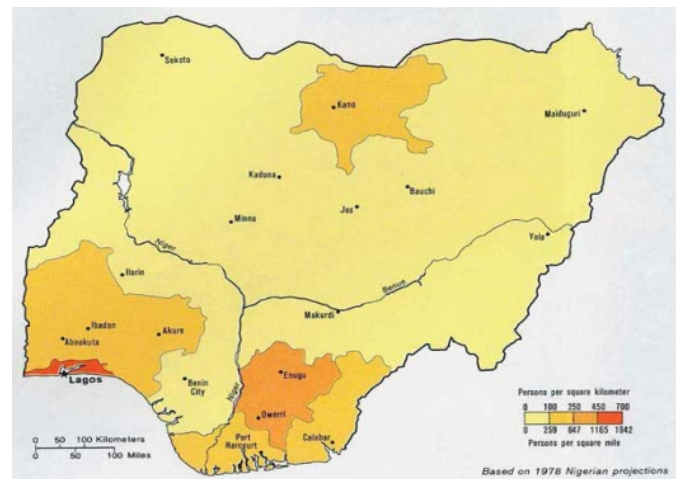 Sokoto
Kano
Maiduguri
Kaduna
Bauchi
Jos
Minna
Yola
Niger
Ilorin
Benue
Makurdi
Ibadan
Akure
Abeokuta
Enugu
Lagos
Benin
City
Niger
Owerri
Port
Harcourt
Calabar
Persons per square kilometer
0 100 250 450 700
0 259 647 1165 1942
Persons per square mile
0 50 100 Kilometers
0 50 100 Miles
Based on 1978 Nigerian projections